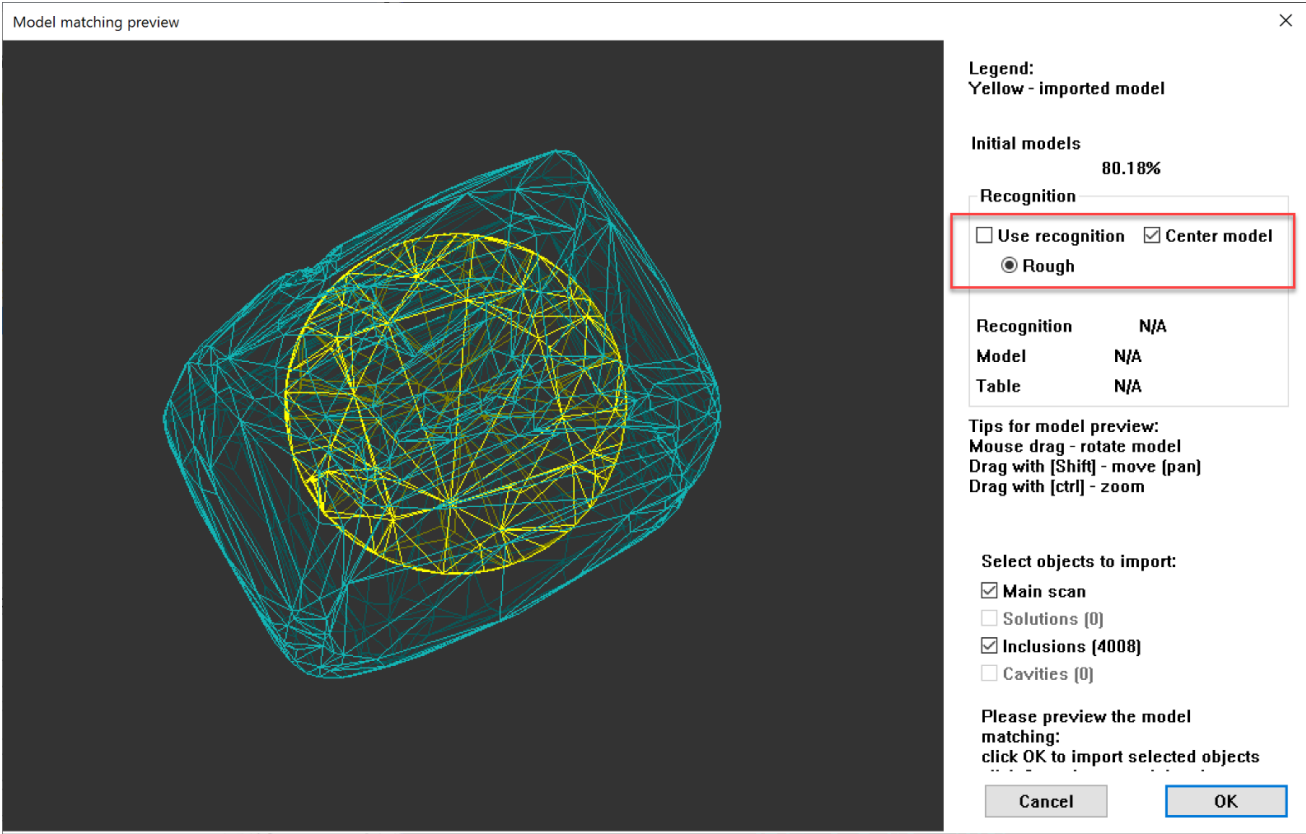 Model matching preview
Legend:
Yellow - imported model
Initial models
80.18%
Recognition
Use recognition Center model
Rough
Recognition N/A
Model N/A
Table N/A
Tips for model preview:
Mouse drag - rotate model
Drag with [Shift] - move (pan)
Drag with [ctrl] - zoom
Select objects to import:
Main scan
Solutions (0)
Inclusions (4008)
Cavities (0)
Please preview the model
matching:
click OK to import selected objects
Cancel OK